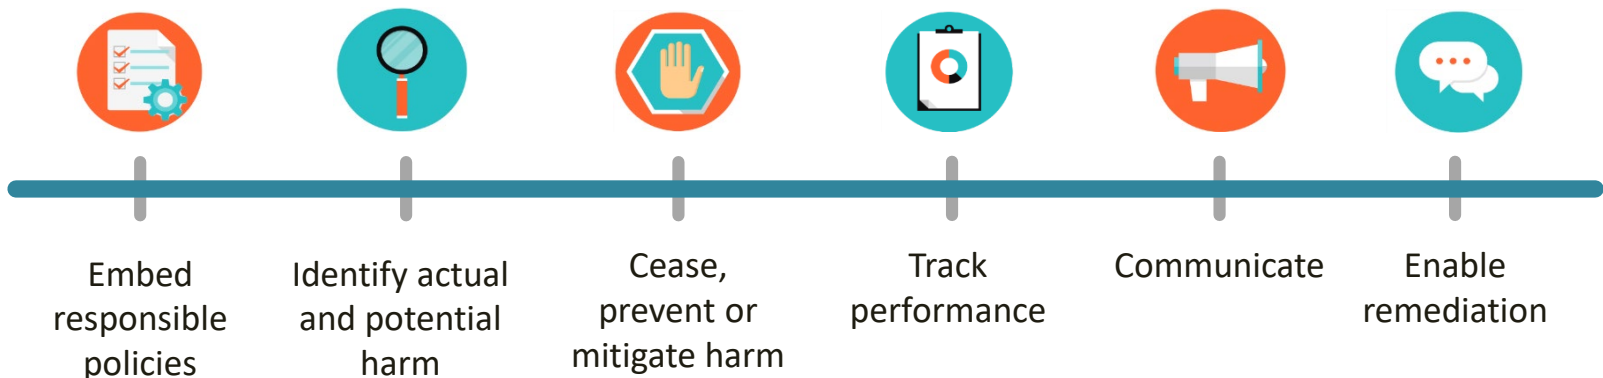 Embed
responsible
policies
Identify actual
and potential
harm
Cease,
prevent or
mitigate harm
Track
performance
Communicate
Enable
remediation